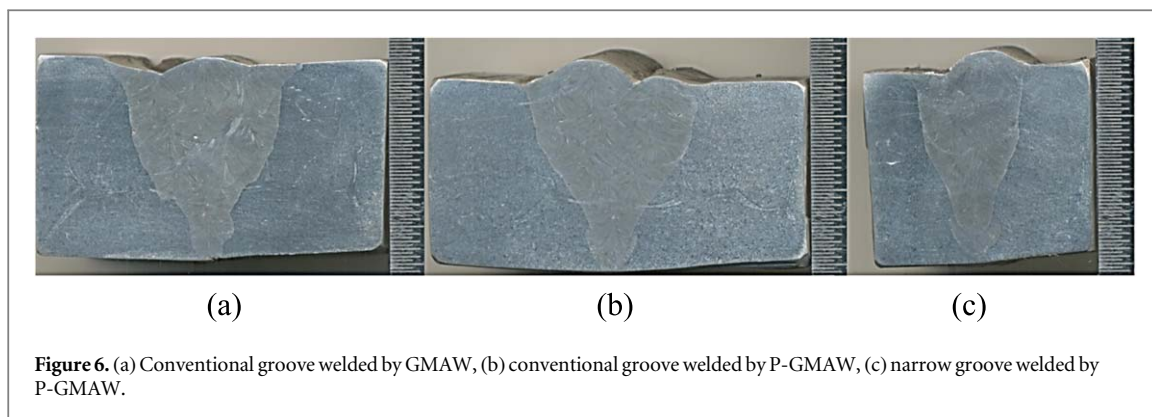 (a)
(b)
(c)
Figure 6. (a) Conventional groove welded by GMAW, (b) conventional groove welded by P-GMAW, (c) narrow groove welded by
P-GMAW.